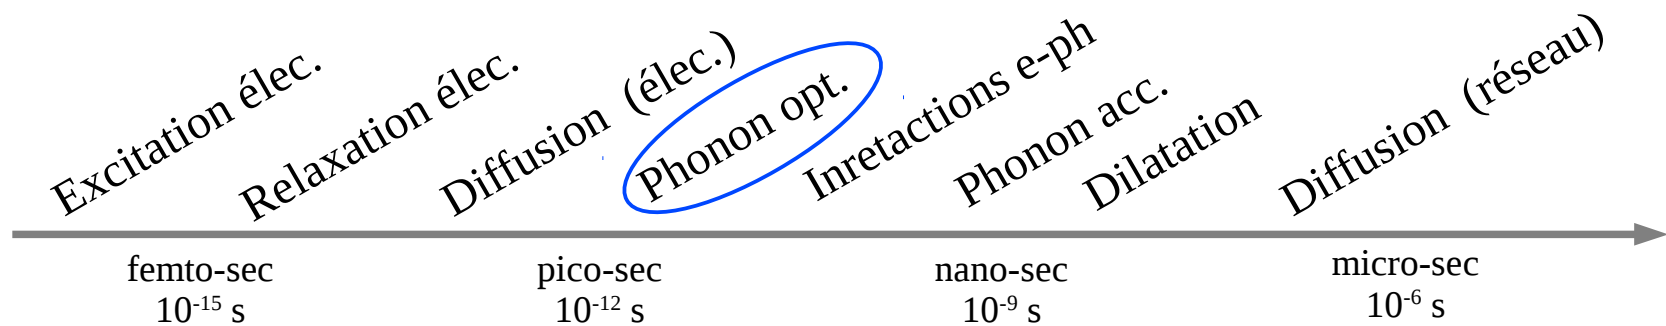 Excitation élec.
Relaxation élec.
Diffusion (élec.)
Phonon opt.
Inretactions e-ph
Phonon acc.
Dilatation
Diffusion (réseau)
femto-sec
10-15 s
pico-sec
10-12 s
nano-sec
10-9 s
micro-sec
10-6 s